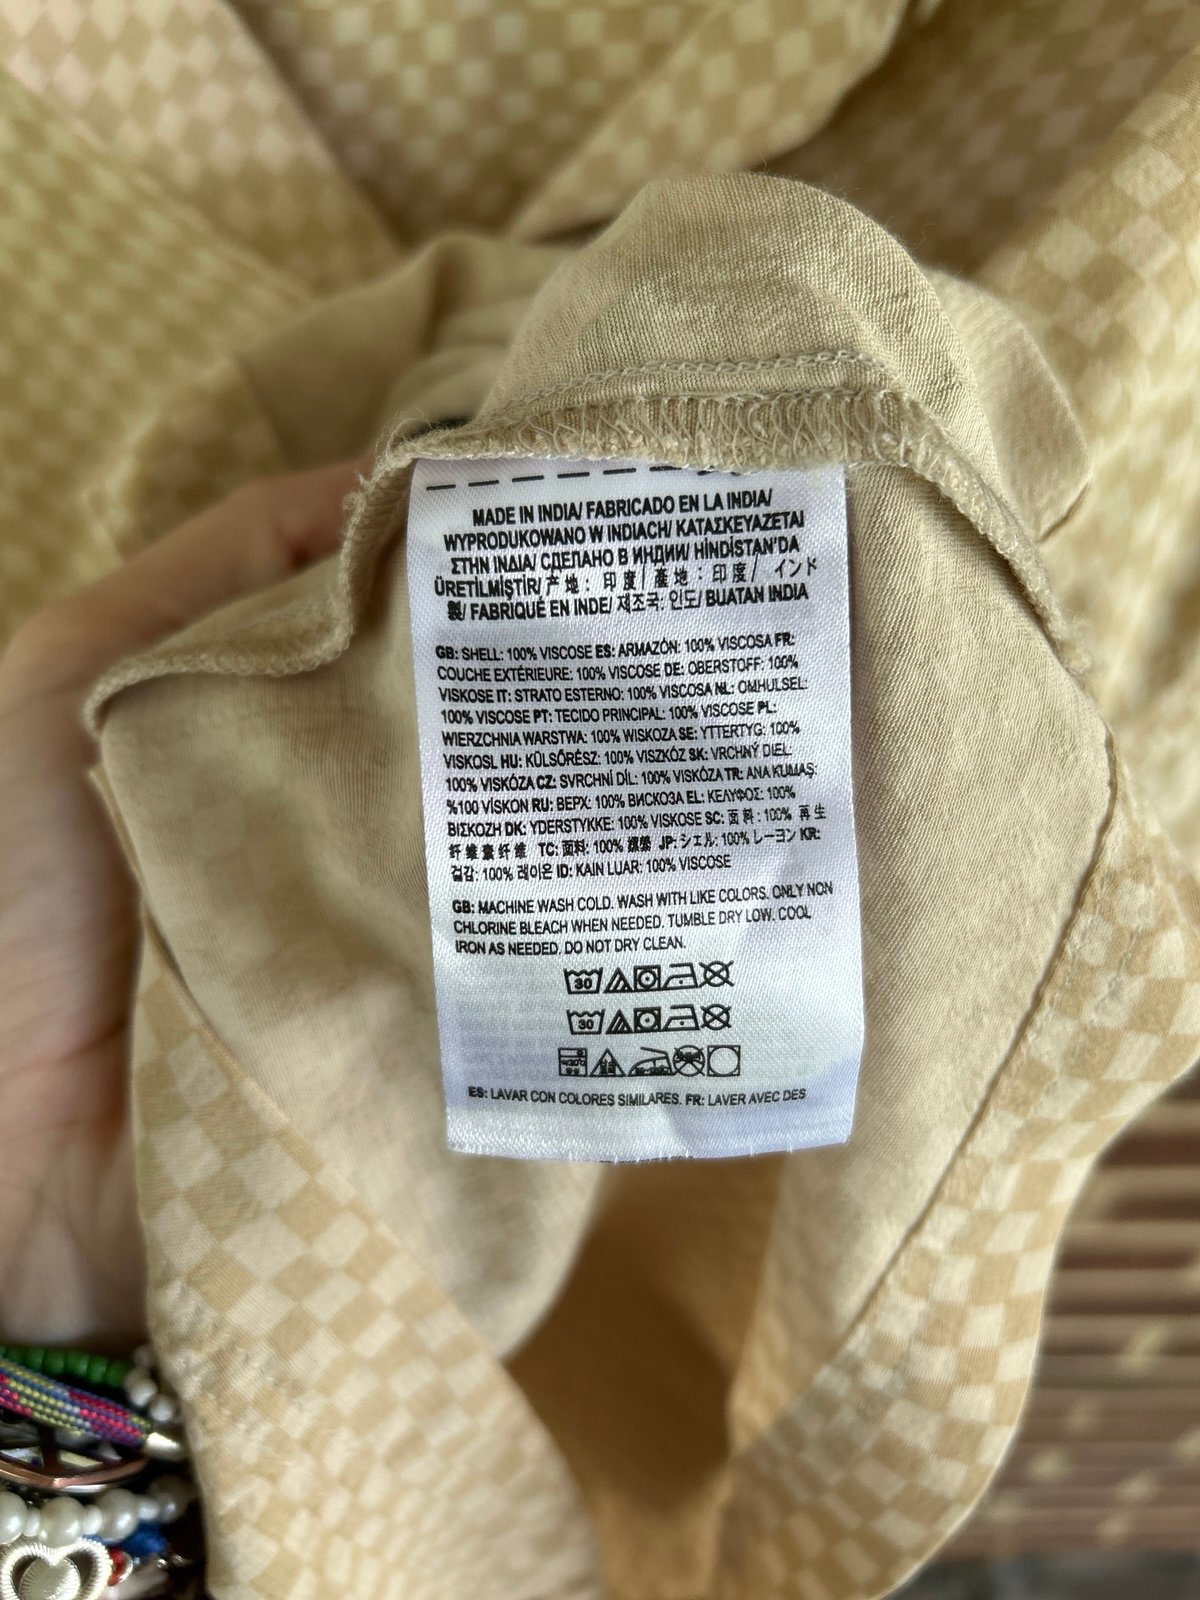 MADE IN INDIA/ FABRICADO EN LA INDIA/
WYPRODUKOWANO W INDIACH/ ΚΑΤΑΣΚΕΥΑΖΕΤΑΙ
ΣΤΗΝ ΙΝΔΙΑ/ СДЕЛАНО В ИНДИИ/ HİNDİSTAN'DA
ÜRETİLMİŞTİR/ 产地: 印度/ 產地: 印度/ インド
製/ FABRIQUÉ EN INDE/ 제조국: 인도/ BUATAN INDIA
GB: SHELL: 100% VISCOSE ES: ARMAZÓN: 100% VISCOSA FR:
COUCHE EXTÉRIEURE: 100% VISCOSE DE: OBERSTOFF: 100%
VISKOSE IT: STRATO ESTERNO: 100% VISCOSA NL: OMHULSEL:
100% VISCOSE PT: TECIDO PRINCIPAL: 100% VISCOSE PL:
WIERZCHNIA WARSTWA: 100% WISKOZA SE: YTTERTYG: 100%
VISKOSL HU: KÜLSŐRÉSZ: 100% VISZKÓZ SK: VRCHNÝ DIEL:
100% VISKÓZA CZ: SVRCHNÍ DÍL: 100% VISKÓZA TR: ANA KUMAŞ:
%100 VİSKON RU: ВЕРХ: 100% ВИСКОЗА EL: ΚΕΛΥΦΟΣ: 100%
ΒΙΣΚΟΖΗ DK: YDERSTYKKE: 100% VISKOSE SC: 面料: 100% 再生
纤维素纤维 TC: 面料: 100% 嫘縈 JP: シェル: 100% レーヨン KR:
겉감: 100% 레이온 ID: KAIN LUAR: 100% VISCOSE
GB: MACHINE WASH COLD. WASH WITH LIKE COLORS. ONLY NON
CHLORINE BLEACH WHEN NEEDED. TUMBLE DRY LOW. COOL
IRON AS NEEDED. DO NOT DRY CLEAN.
30
30
ES: LAVAR CON COLORES SIMILARES. FR: LAVER AVEC DES